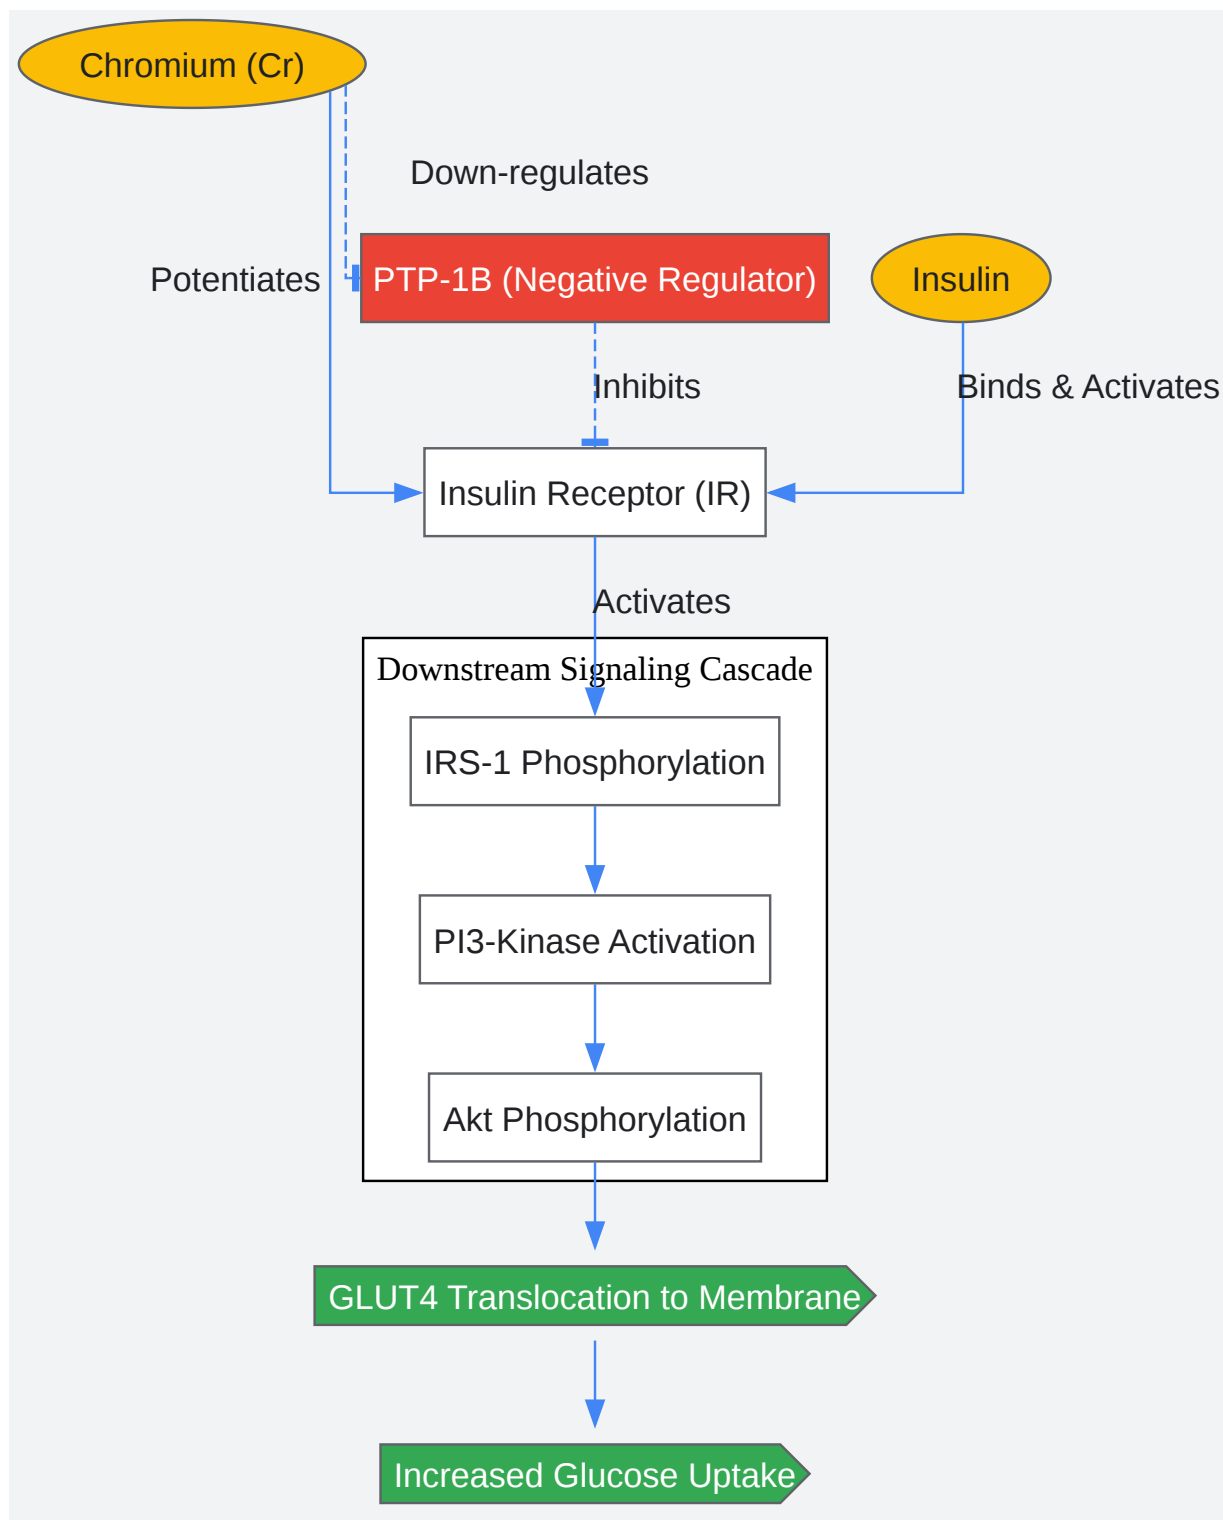 Chromium (Cr)
Down-regulates
Potentiates
PTP-1B (Negative Regulator)
Insulin
Inhibits
Binds & Activates
Insulin Receptor (IR)
Activates
Downstream Signaling Cascade
IRS-1 Phosphorylation
PI3-Kinase Activation
Akt Phosphorylation
GLUT4 Translocation to Membrane
Increased Glucose Uptake